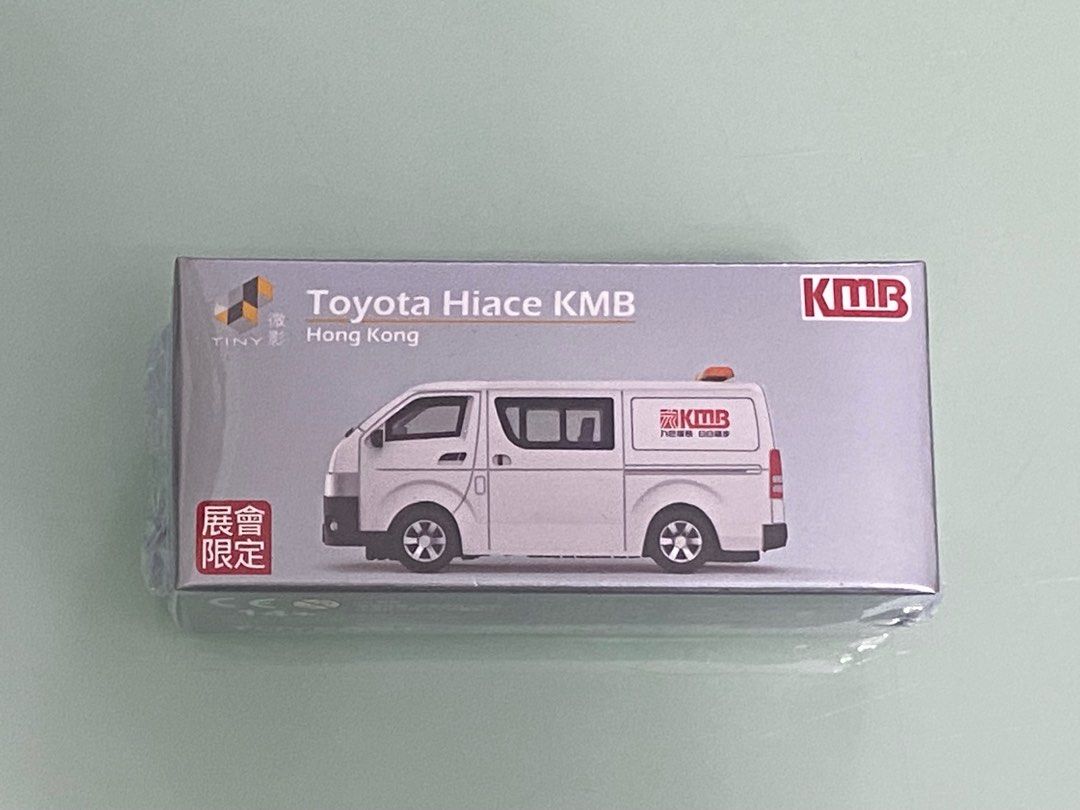 TINY 微影
Toyota Hiace KMB
Hong Kong
KMB
KMB
展會
限定